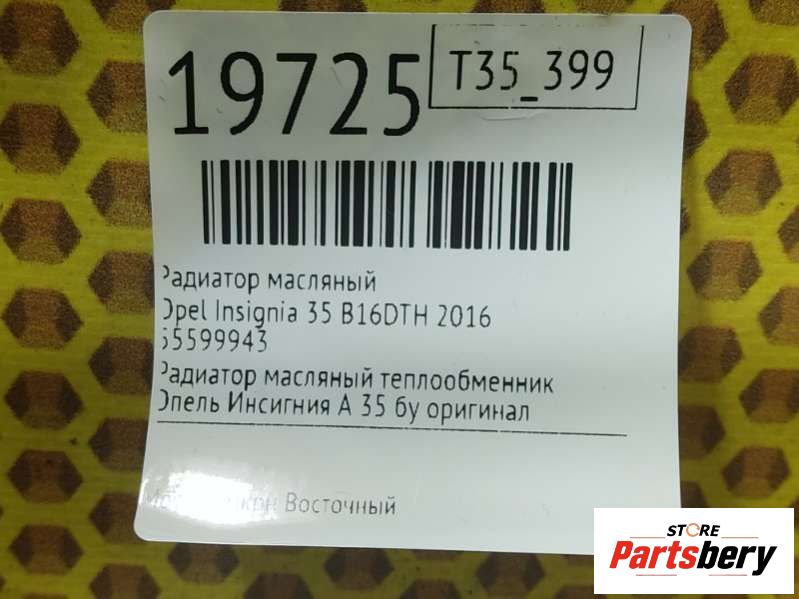 19725
T35_399
Радиатор масляный
Opel Insignia 35 B16DTH 2016
55599943
Радиатор масляный теплообменник
Опель Инсигния А 35 бу оригинал
Восточный
STORE
Partsbery